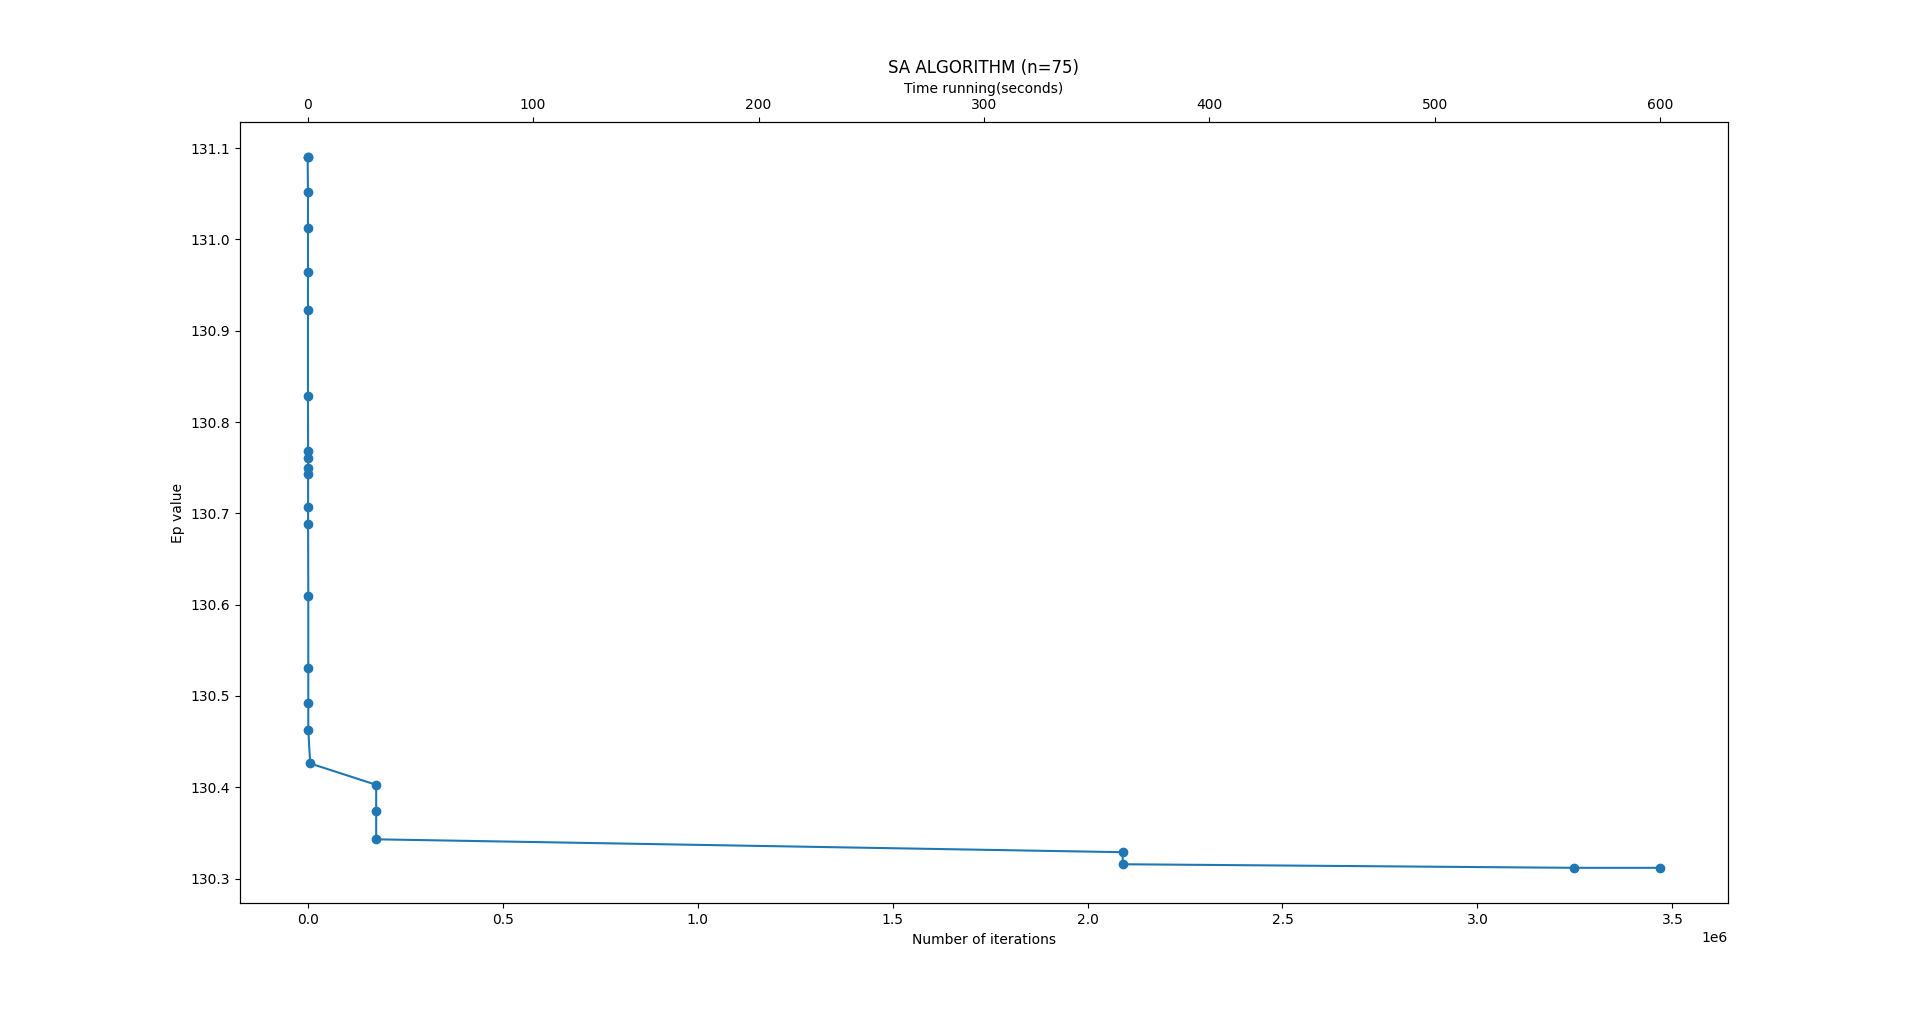 SA ALGORITHM (n=75)
Time running(seconds)
0 100 200 300 400 500 600
131.1
131.0
130.9
130.8
130.7
130.6
130.5
130.4
130.3
Ep value
0.0 0.5 1.0 1.5 2.0 2.5 3.0 3.5
Number of iterations
1e6